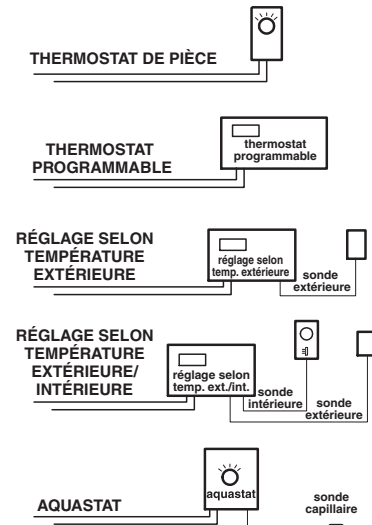 THERMOSTAT DE PIÈCE
THERMOSTAT
PROGRAMMABLE
thermostat
programmable
RÉGLAGE SELON
TEMPÉRATURE
EXTÉRIEURE
réglage selon
temp. extérieure
sonde
extérieure
RÉGLAGE SELON
TEMPÉRATURE
EXTÉRIEURE/
INTÉRIEURE
réglage selon
temp. ext./int.
sonde
intérieure
sonde
extérieure
AQUASTAT
aquastat
sonde
capillaire